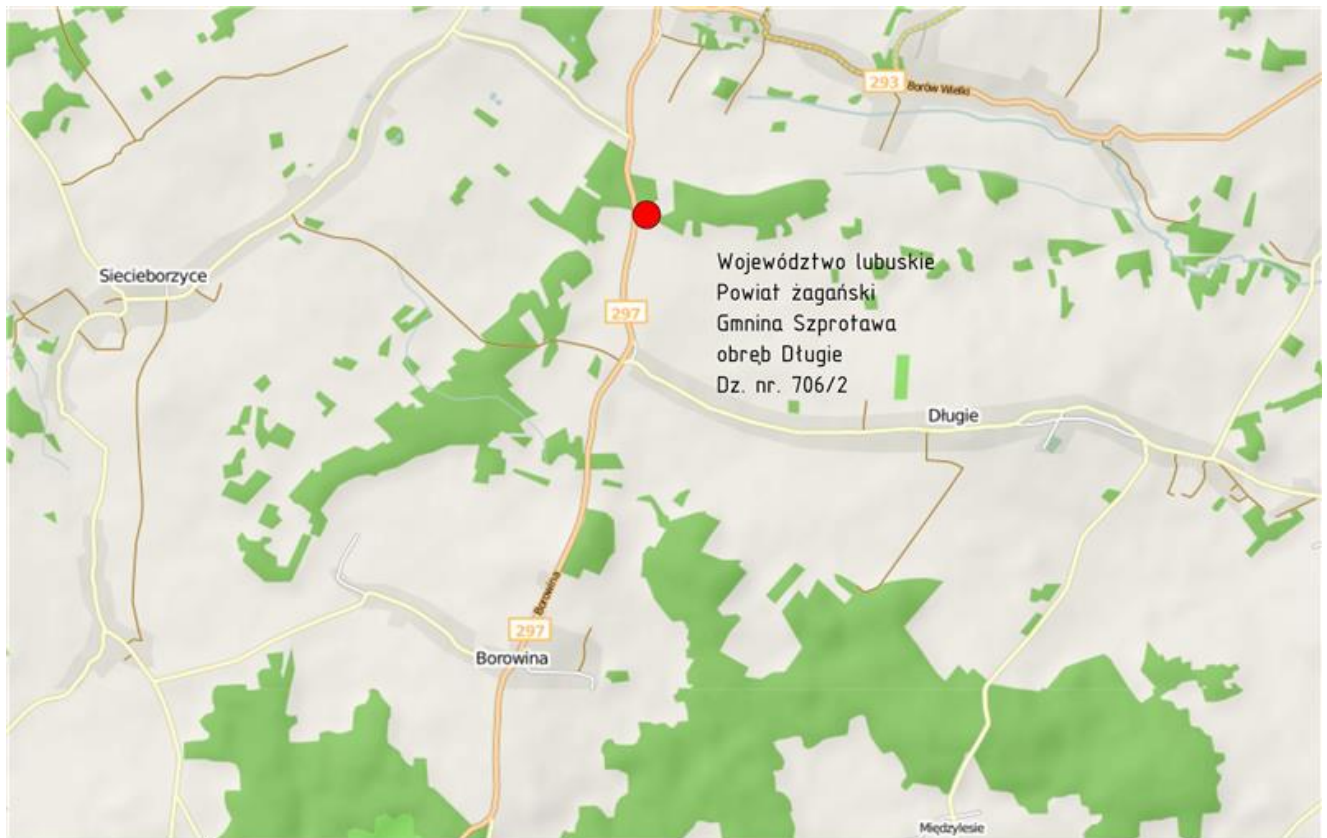 293
Borów Wielki
Siecieborzyce
Województwo lubuskie
Powiat żagański
Gmnina Szprotawa
obręb Długie
Dz. nr. 706/2
297
Długie
Borowina
297
Borowina
Międzylesie